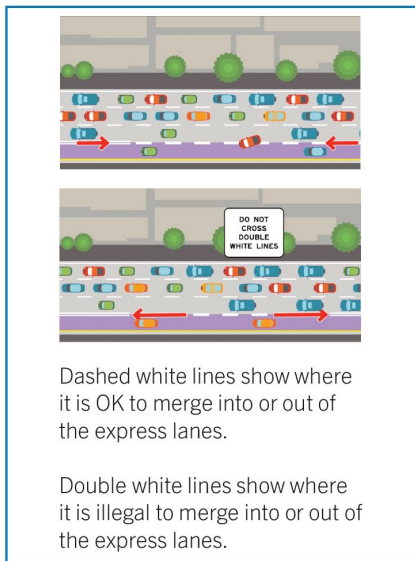 DO NOT
CROSS
DOUBLE
WHITE LINES
Dashed white lines show where
it is OK to merge into or out of
the express lanes.
Double white lines show where
it is illegal to merge into or out of
the express lanes.